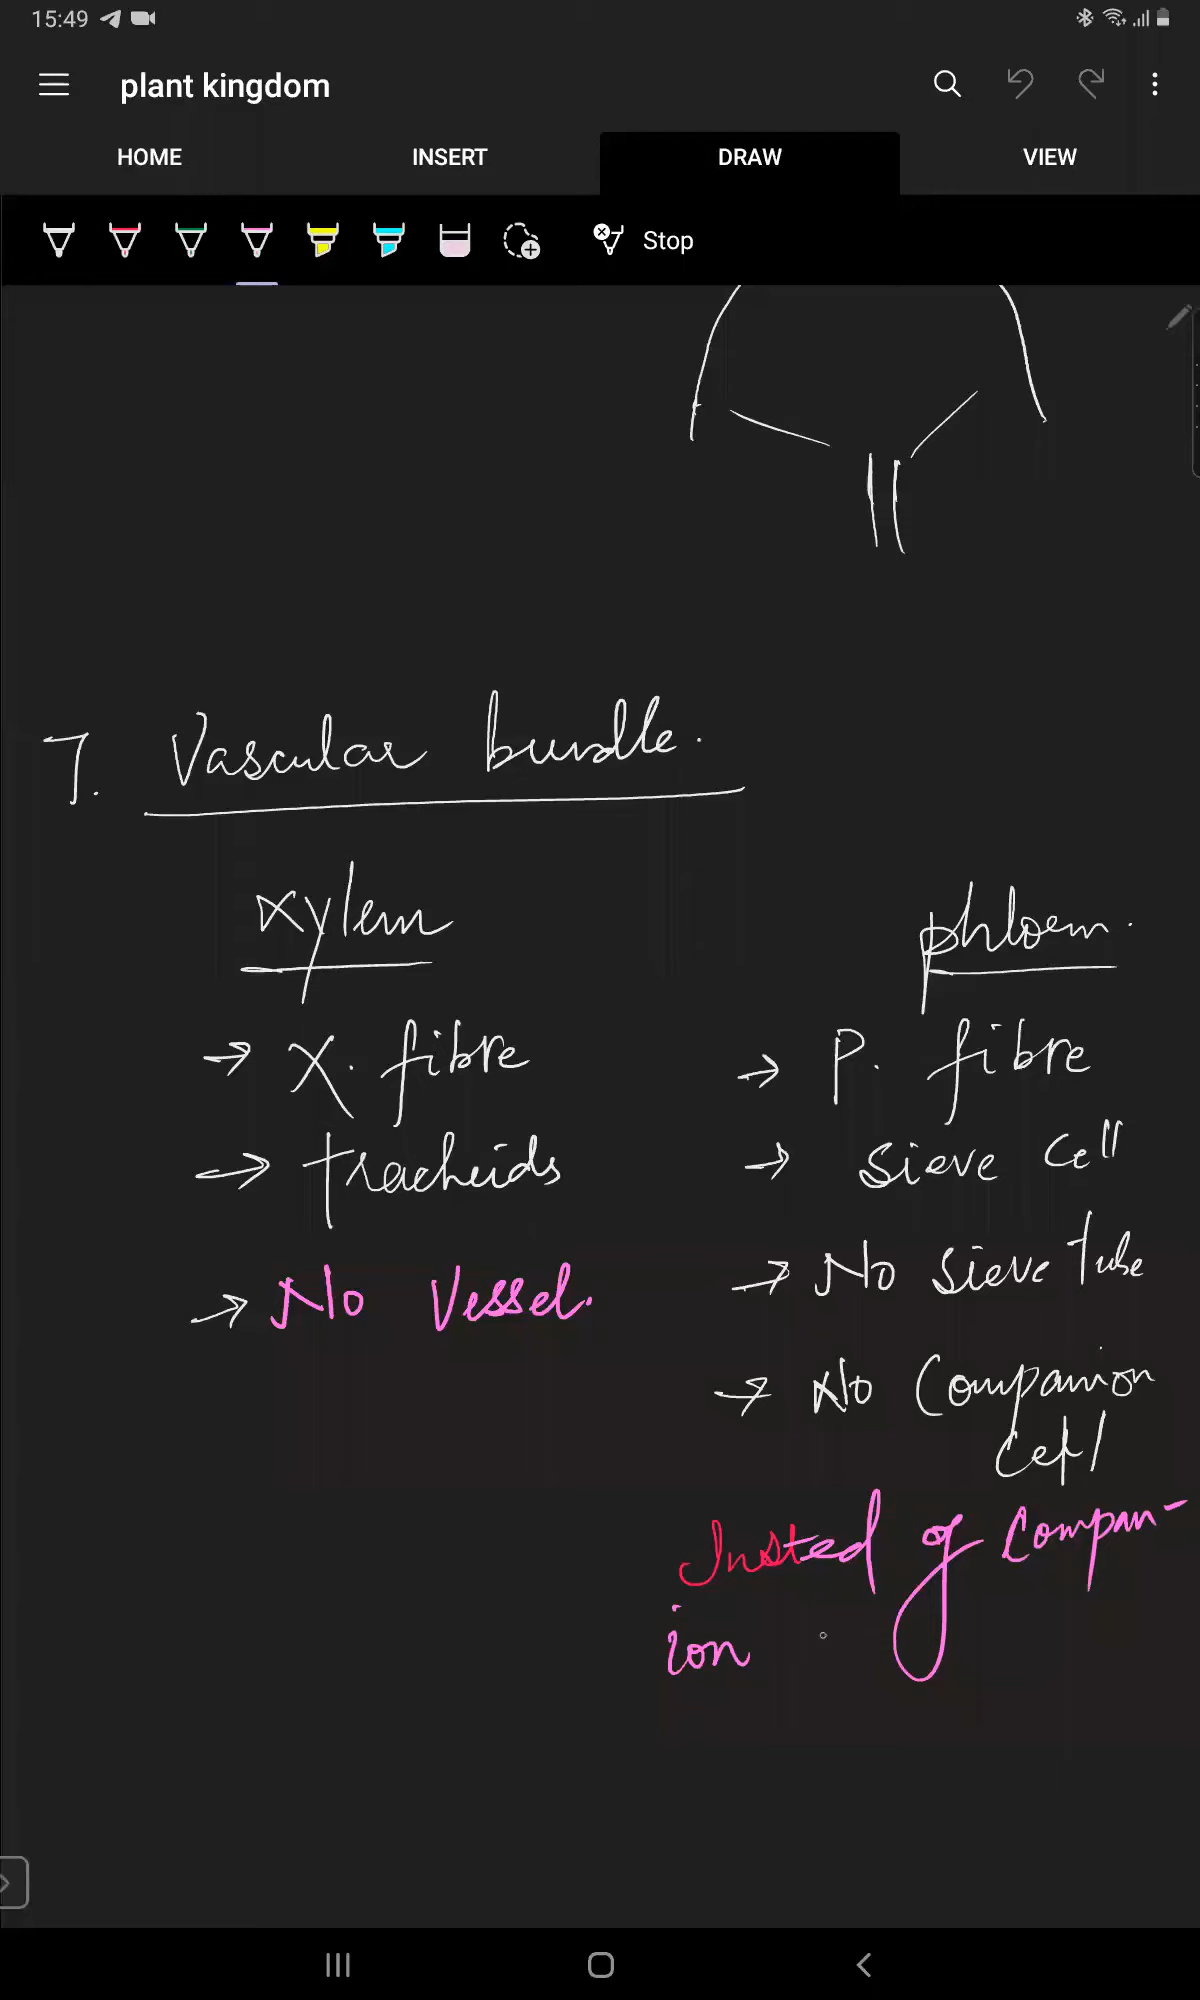 15:49
plant kingdom
HOME INSERT DRAW VIEW
Stop
7. Vascular bundle.
xylem
phloem.
→ X. fibre
→ P. fibre
→ tracheids
→ sieve cell
→ No Vessel.
→ No sieve tube
→ No Companion
cell
Insted of Compan-
ion